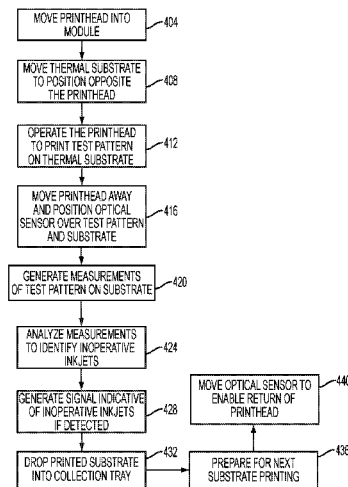 MOVE PRINTHEAD INTO
MODULE
404
MOVE THERMAL SUBSTRATE
TO POSITION OPPOSITE
THE PRINTHEAD
408
OPERATE THE PRINTHEAD
TO PRINT TEST PATTERN
ON THERMAL SUBSTRATE
412
MOVE PRINTHEAD AWAY
AND POSITION OPTICAL
SENSOR OVER TEST PATTERN
AND SUBSTRATE
416
GENERATE MEASUREMENTS
OF TEST PATTERN ON SUBSTRATE
420
ANALYZE MEASUREMENTS
TO IDENTIFY INOPERATIVE
INKJETS
424
GENERATE SIGNAL INDICATIVE
OF INOPERATIVE INKJETS
IF DETECTED
428
DROP PRINTED SUBSTRATE
INTO COLLECTION TRAY
432
PREPARE FOR NEXT
SUBSTRATE PRINTING
436
MOVE OPTICAL SENSOR TO
ENABLE RETURN OF
PRINTHEAD
440